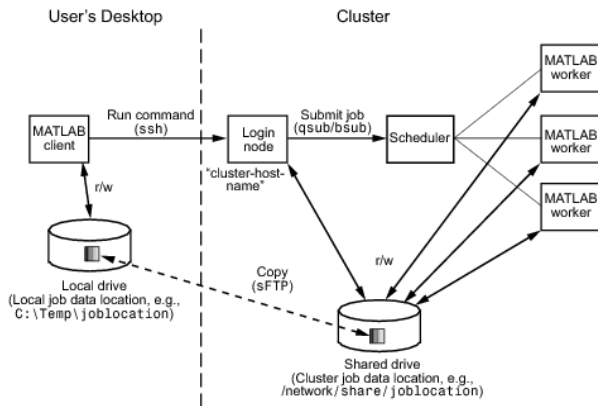 User's Desktop
Cluster
MATLAB
client
Run command
(ssh)
Login
node
"cluster-host-
name"
Submit job
(qsub/bsub)
Scheduler
MATLAB
worker
MATLAB
worker
MATLAB
worker
r/w
r/w
Copy
(sFTP)
Local drive
(Local job data location, e.g.,
C:\Temp\joblocation)
Shared drive
(Cluster job data location, e.g.,
/network/share/joblocation)